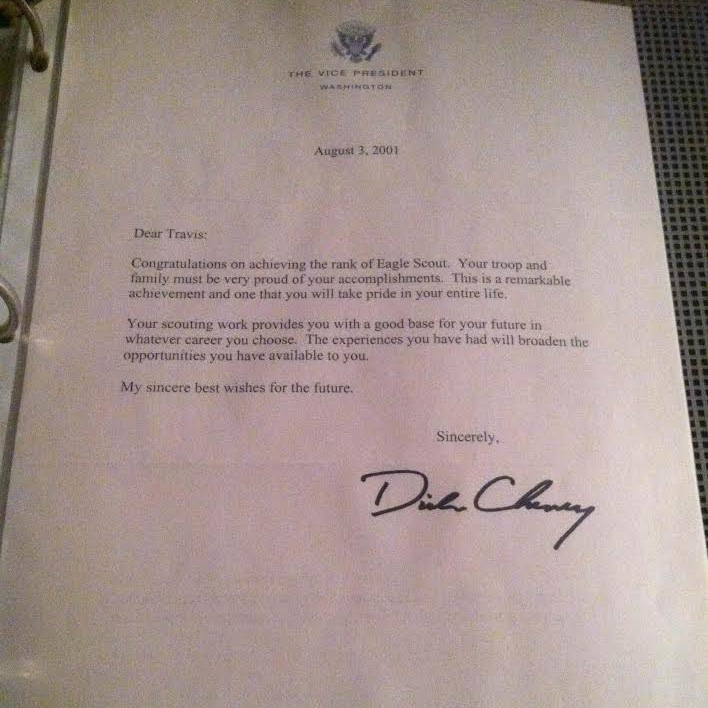 THE VICE PRESIDENT
WASHINGTON
August 3, 2001
Dear Travis:
Congratulations on achieving the rank of Eagle Scout. Your troop and
family must be very proud of your accomplishments. This is a remarkable
achievement and one that you will take pride in your entire life.
Your scouting work provides you with a good base for your future in
whatever career you choose. The experiences you have had will broaden the
opportunities you have available to you.
My sincere best wishes for the future.
Sincerely,
Dick Cheney